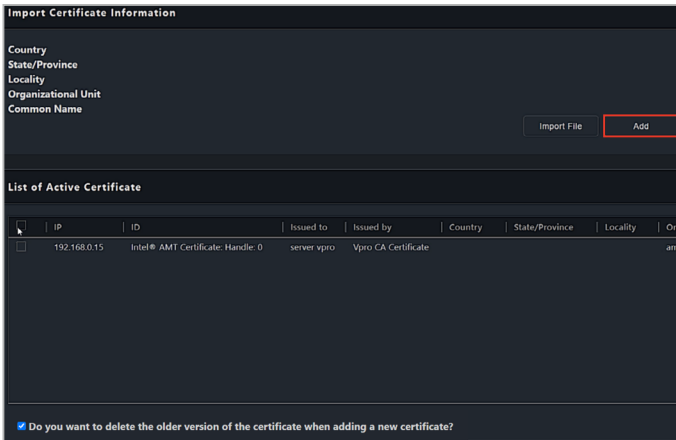 Import Certificate Information
Country
State/Province
Locality
Organizational Unit
Common Name
Import File Add
List of Active Certificate
IP ID Issued to Issued by Country State/Province Locality
192.168.0.15 Intel® AMT Certificate: Handle: 0 server vpro Vpro CA Certificate
Do you want to delete the older version of the certificate when adding a new certificate?